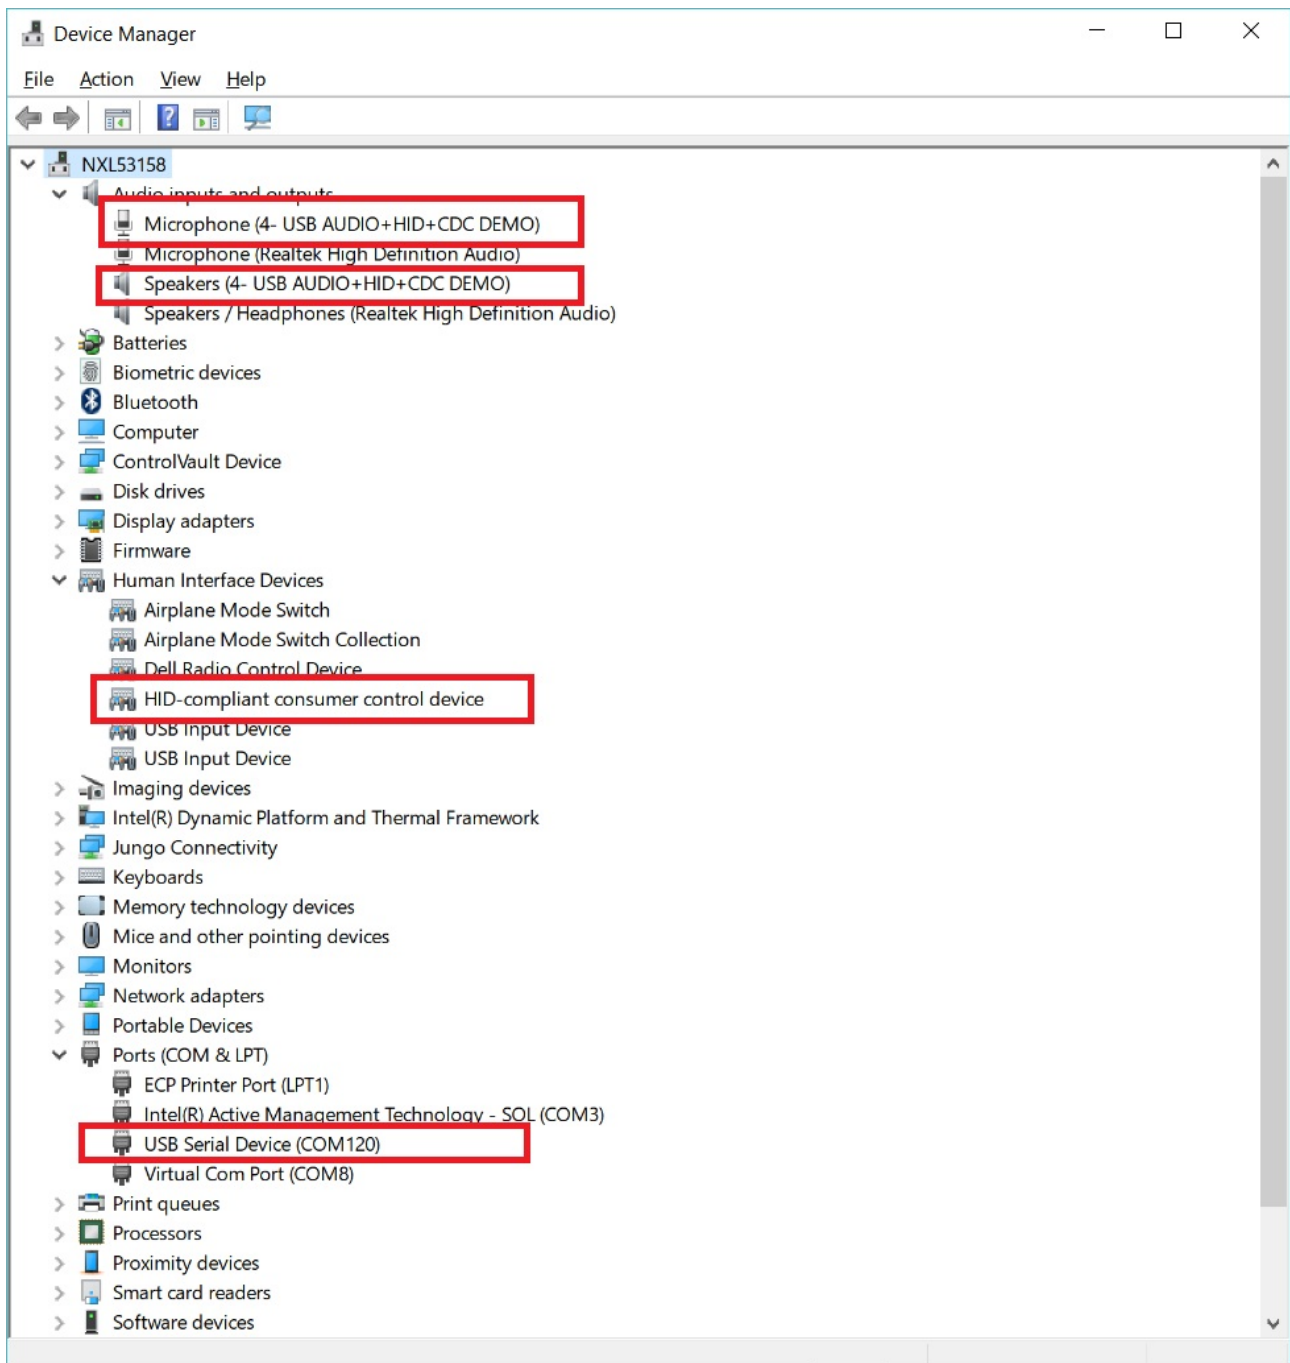 Device Manager
File Action View Help
NXL53158
Audio inputs and outputs
Microphone (4- USB AUDIO+HID+CDC DEMO)
Microphone (Realtek High Definition Audio)
Speakers (4- USB AUDIO+HID+CDC DEMO)
Speakers / Headphones (Realtek High Definition Audio)
Batteries
Biometric devices
Bluetooth
Computer
ControlVault Device
Disk drives
Display adapters
Firmware
Human Interface Devices
Airplane Mode Switch
Airplane Mode Switch Collection
Dell Radio Control Device
HID-compliant consumer control device
USB Input Device
USB Input Device
Imaging devices
Intel(R) Dynamic Platform and Thermal Framework
Jungo Connectivity
Keyboards
Memory technology devices
Mice and other pointing devices
Monitors
Network adapters
Portable Devices
Ports (COM & LPT)
ECP Printer Port (LPT1)
Intel(R) Active Management Technology - SOL (COM3)
USB Serial Device (COM120)
Virtual Com Port (COM8)
Print queues
Processors
Proximity devices
Smart card readers
Software devices